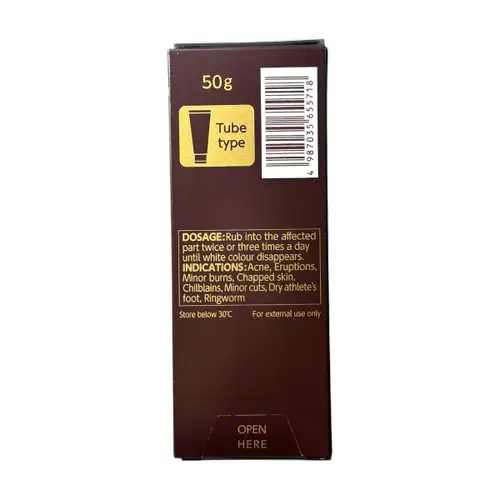 50g
Tube
type
4 987035 655718
DOSAGE:Rub into the affected
part twice or three times a day
until white colour disappears.
INDICATIONS:Acne, Eruptions,
Minor burns, Chapped skin,
Chilblains, Minor cuts, Dry athlete's
foot, Ringworm
Store below 30℃ For external use only
OPEN
HERE